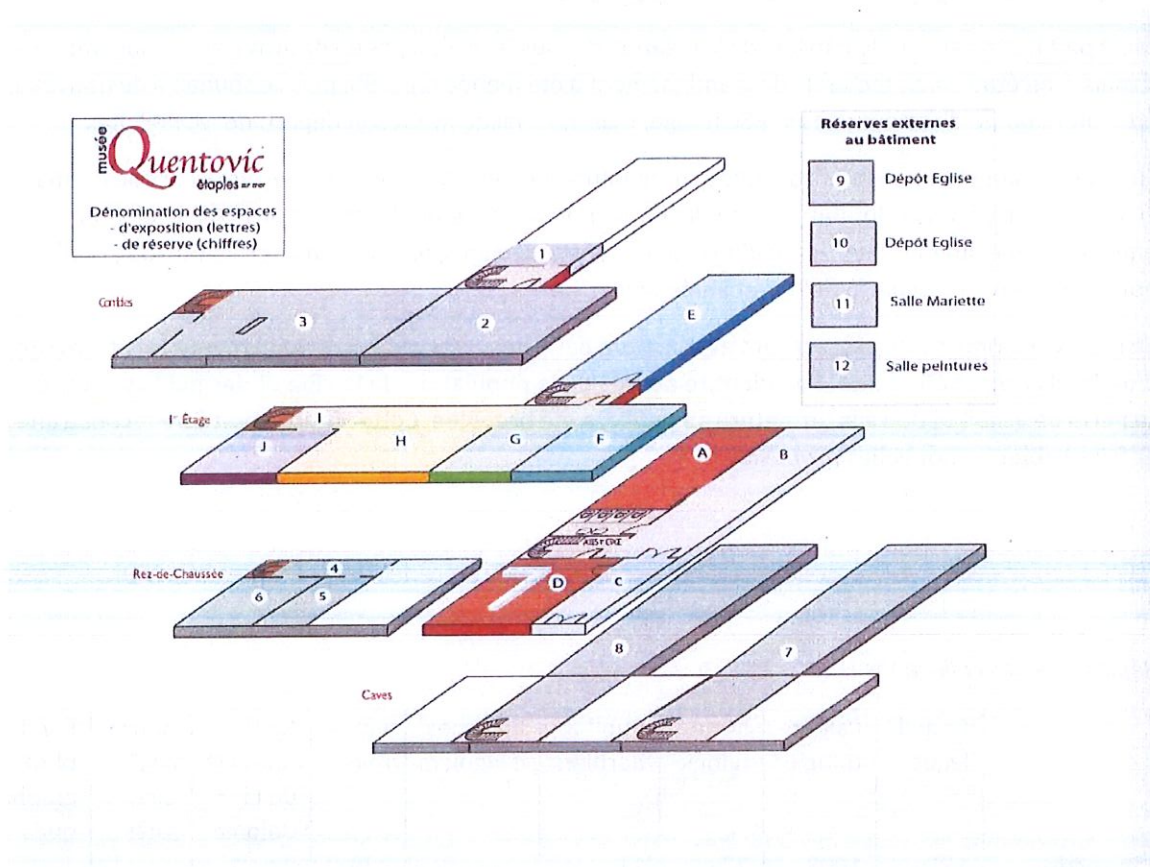 musée
Quentovic
étaples sur mer
Dénomination des espaces
- d'exposition (lettres)
- de réserve (chiffres)
Réserves externes
au bâtiment
9 Dépôt Eglise
10 Dépôt Eglise
11 Salle Mariette
12 Salle peintures
Combles
1
3
2
1er Étage
E
I
J
H
G
F
A
B
Rez-de-Chaussée
4
6
5
D
C
8
7
Caves